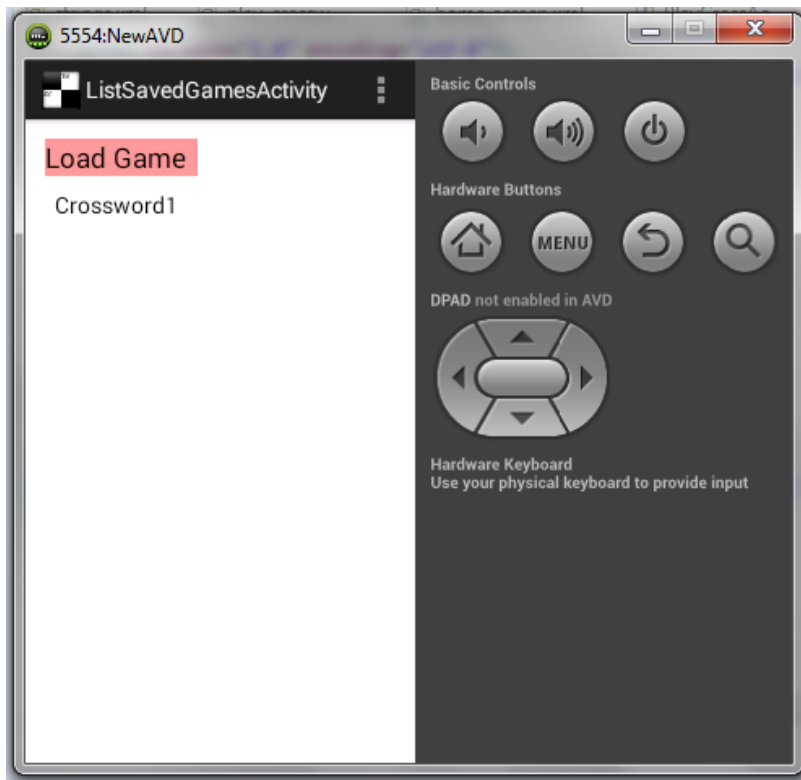 5554:NewAVD
ListSavedGamesActivity
Load Game
Crossword1
Basic Controls
Hardware Buttons
MENU
DPAD not enabled in AVD
Hardware Keyboard
Use your physical keyboard to provide input